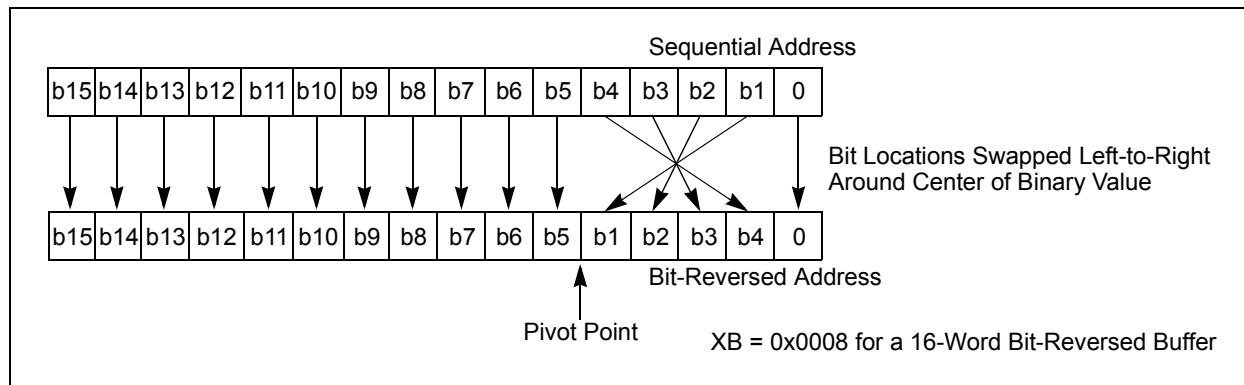 Sequential Address
b15 b14 b13 b12 b11 b10 b9 b8 b7 b6 b5 b4 b3 b2 b1 0
Bit Locations Swapped Left-to-Right
Around Center of Binary Value
b15 b14 b13 b12 b11 b10 b9 b8 b7 b6 b5 b1 b2 b3 b4 0
Bit-Reversed Address
Pivot Point
XB = 0x0008 for a 16-Word Bit-Reversed Buffer